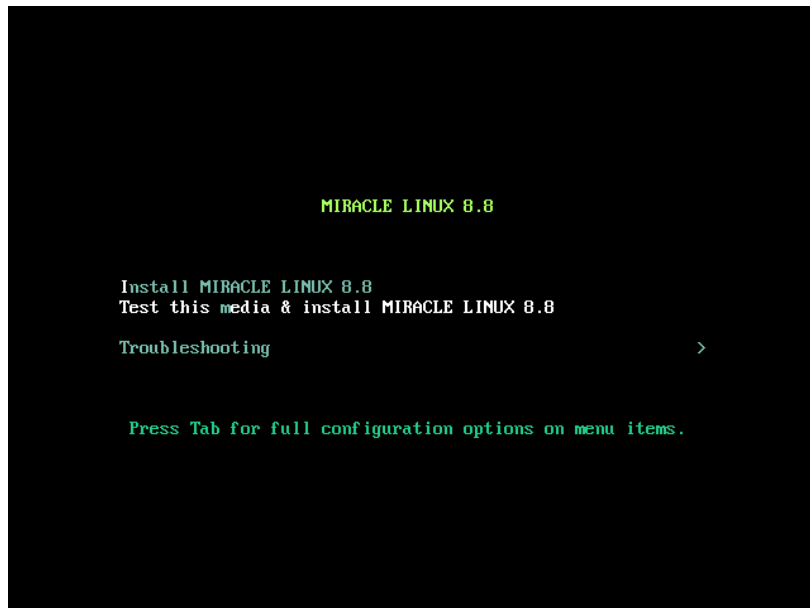 MIRACLE LINUX 8.8
Install MIRACLE LINUX 8.8
Test this media & install MIRACLE LINUX 8.8
Troubleshooting >
Press Tab for full configuration options on menu items.